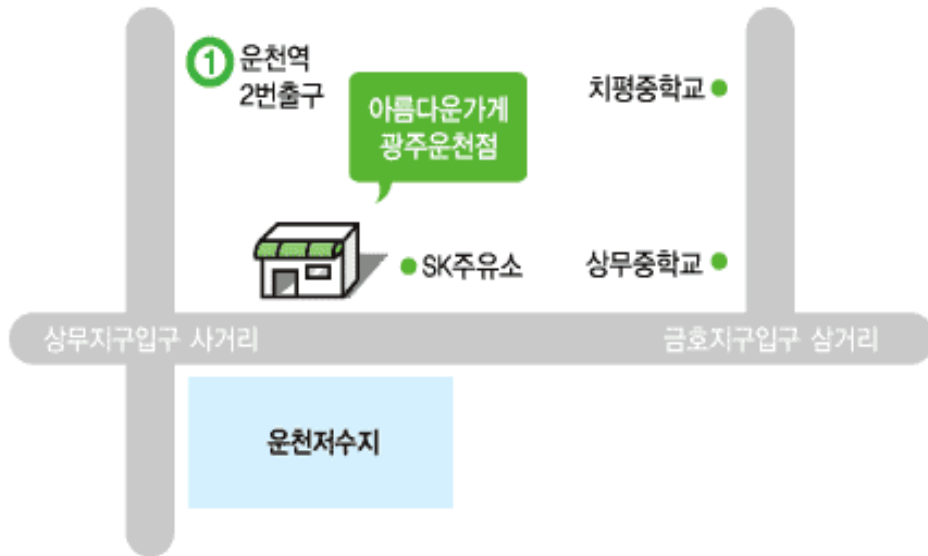 1 운천역
2번출구
아름다운가게
광주운천점
치평중학교
SK주유소
상무중학교
상무지구입구 사거리
금호지구입구 삼거리
운천저수지